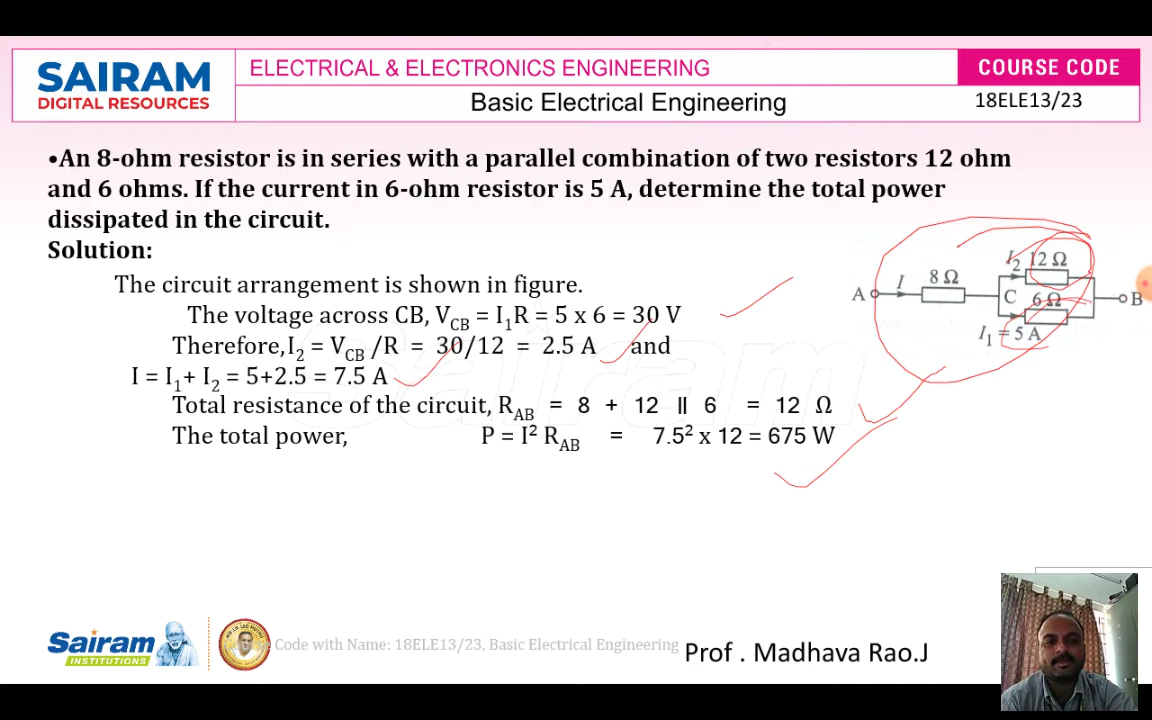 SAIRAM
DIGITAL RESOURCES
ELECTRICAL & ELECTRONICS ENGINEERING
COURSE CODE
Basic Electrical Engineering
18ELE13/23
•An 8-ohm resistor is in series with a parallel combination of two resistors 12 ohm
and 6 ohms. If the current in 6-ohm resistor is 5 A, determine the total power
dissipated in the circuit.
Solution:
The circuit arrangement is shown in figure.
The voltage across CB, V_CB = I₁R = 5 x 6 = 30 V
Therefore,I₂ = V_CB /R = 30/12 = 2.5 A and
I = I₁+ I₂ = 5+2.5 = 7.5 A
Total resistance of the circuit, R_AB = 8 + 12 || 6 = 12 Ω
The total power, P = I² R_AB = 7.5² x 12 = 675 W
I₂ 12 Ω
I 8 Ω
A C 6 Ω B
I₁ = 5 A
Sairam
Sairam
INSTITUTIONS
Code with Name: 18ELE13/23, Basic Electrical Engineering
Prof . Madhava Rao.J